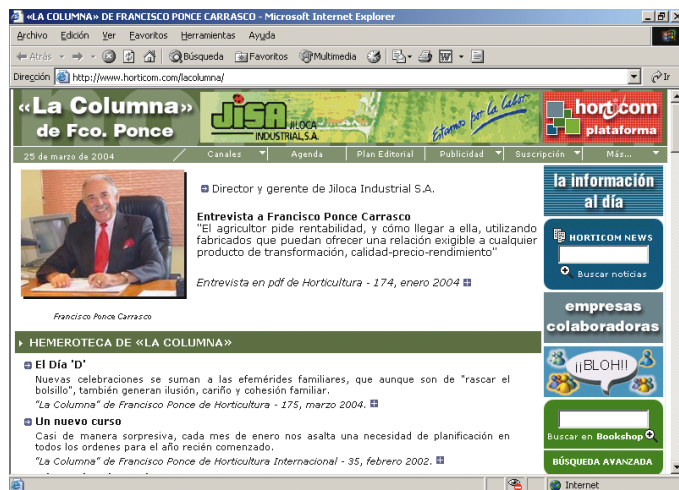 «LA COLUMNA» DE FRANCISCO PONCE CARRASCO - Microsoft Internet Explorer
Archivo Edición Ver Favoritos Herramientas Ayuda
Atrás Búsqueda Favoritos Multimedia
Dirección http://www.horticom.com/lacolumna/ Ir
«La Columna»
de Fco. Ponce
JISA
JILOCA
INDUSTRIAL S.A.
Estamos por la Labor
horticom
plataforma
25 de marzo de 2004
Canales Agenda Plan Editorial Publicidad Suscripción Más...
Director y gerente de Jiloca Industrial S.A.
Entrevista a Francisco Ponce Carrasco
"El agricultor pide rentabilidad, y cómo llegar a ella, utilizando
fabricados que puedan ofrecer una relación exigible a cualquier
producto de transformación, calidad-precio-rendimiento"
Entrevista en pdf de Horticultura - 174, enero 2004
Francisco Ponce Carrasco
HEMEROTECA DE «LA COLUMNA»
El Día 'D'
Nuevas celebraciones se suman a las efemérides familiares, que aunque son de "rascar el
bolsillo", también generan ilusión, cariño y cohesión familiar.
"La Columna" de Francisco Ponce de Horticultura - 175, marzo 2004.
Un nuevo curso
Casi de manera sorpresiva, cada mes de enero nos asalta una necesidad de planificación en
todos los ordenes para el año recién comenzado.
"La Columna" de Francisco Ponce de Horticultura Internacional - 35, febrero 2002.
la información
al día
HORTICOM NEWS
Buscar noticias
empresas
colaboradoras
¡¡BLOH!!
Buscar en Bookshop
BÚSQUEDA AVANZADA
Internet